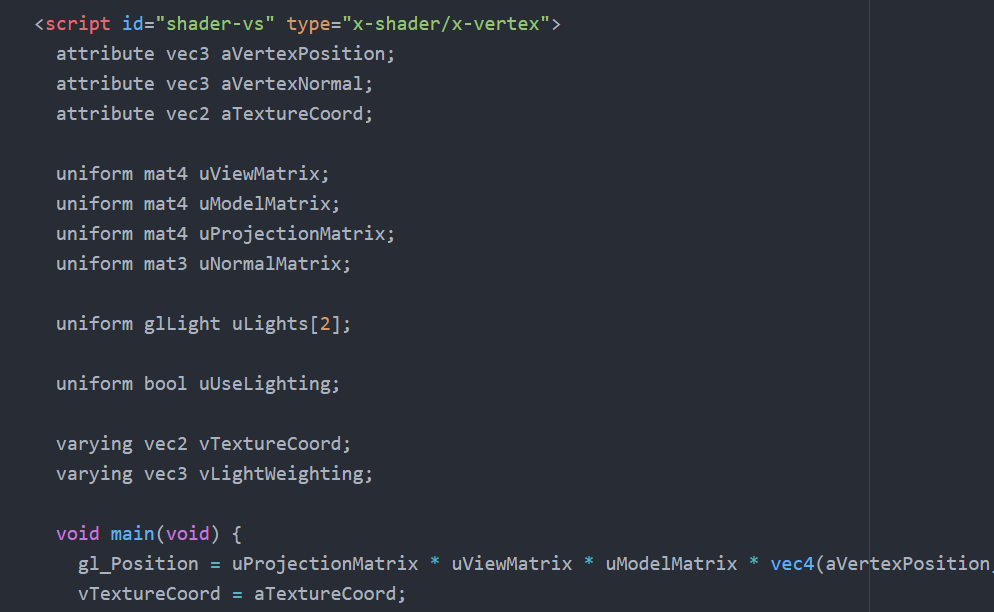 <script id="shader-vs" type="x-shader/x-vertex">
attribute vec3 aVertexPosition;
attribute vec3 aVertexNormal;
attribute vec2 aTextureCoord;
uniform mat4 uViewMatrix;
uniform mat4 uModelMatrix;
uniform mat4 uProjectionMatrix;
uniform mat3 uNormalMatrix;
uniform glLight uLights[2];
uniform bool uUseLighting;
varying vec2 vTextureCoord;
varying vec3 vLightWeighting;
void main(void) {
gl_Position = uProjectionMatrix * uViewMatrix * uModelMatrix * vec4(aVertexPosition,
vTextureCoord = aTextureCoord;